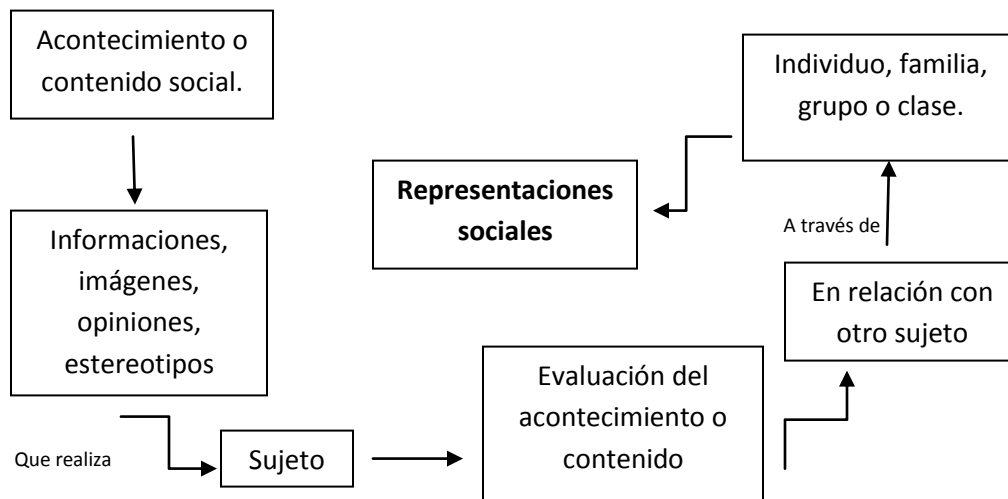 Acontecimiento o
contenido social.
Informaciones,
imágenes,
opiniones,
estereotipos
Que realiza
Sujeto
Evaluación del
acontecimiento o
contenido
En relación con
otro sujeto
A través de
Individuo, familia,
grupo o clase.
Representaciones
sociales